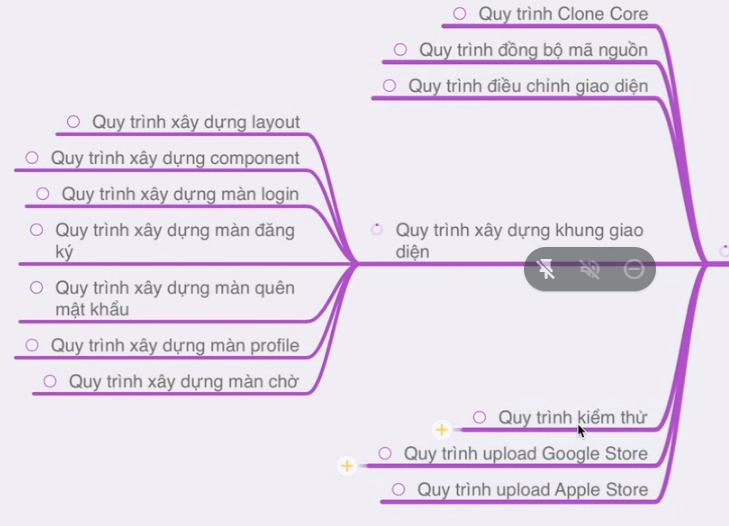 Quy trình Clone Core
Quy trình đồng bộ mã nguồn
Quy trình điều chỉnh giao diện
Quy trình xây dựng layout
Quy trình xây dựng component
Quy trình xây dựng màn login
Quy trình xây dựng màn đăng
ký
Quy trình xây dựng màn quên
mật khẩu
Quy trình xây dựng màn profile
Quy trình xây dựng màn chờ
Quy trình xây dựng khung giao
diện
Quy trình kiểm thử
Quy trình upload Google Store
Quy trình upload Apple Store